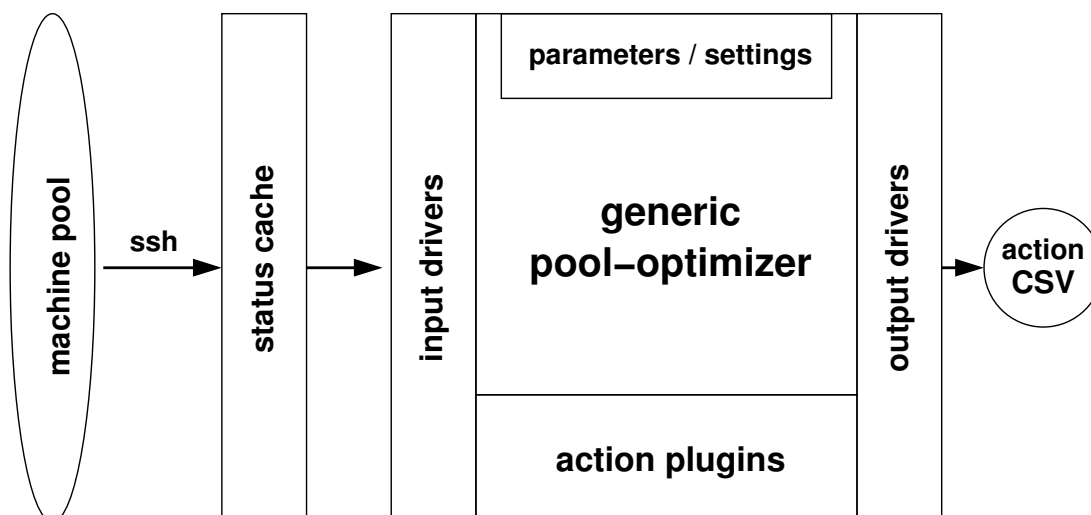 machine pool
ssh
status cache
input drivers
parameters / settings
generic
pool−optimizer
action plugins
output drivers
action
CSV